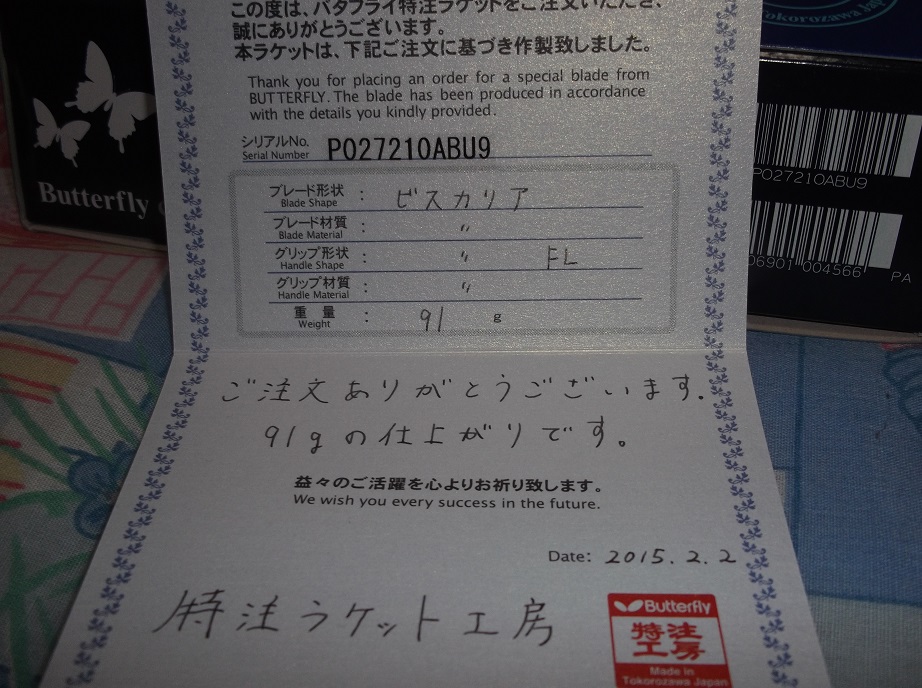 この度は、バタフライ特注ラケットをご注文いただき、
誠にありがとうございます。
本ラケットは、下記ご注文に基づき作製致しました。
Thank you for placing an order for a special blade from
BUTTERFLY. The blade has been produced in accordance
with the details you kindly provided.
シリアルNo.
Serial Number
P027210ABU9
ブレード形状 : ビスカリア
Blade Shape
ブレード材質 : 〃
Blade Material
グリップ形状 : 〃 FL
Handle Shape
グリップ材質 : 〃
Handle Material
重量 : 91 g
Weight
ご注文ありがとうございます.
91gの仕上がりです。
益々のご活躍を心よりお祈り致します。
We wish you every success in the future.
Date: 2015.2.2
特注ラケット工房
Butterfly
特注
工房
Made in
Tokorozawa Japan
Butterfly
Tokorozawa Jap
P027210ABU9
06901 004566
PA